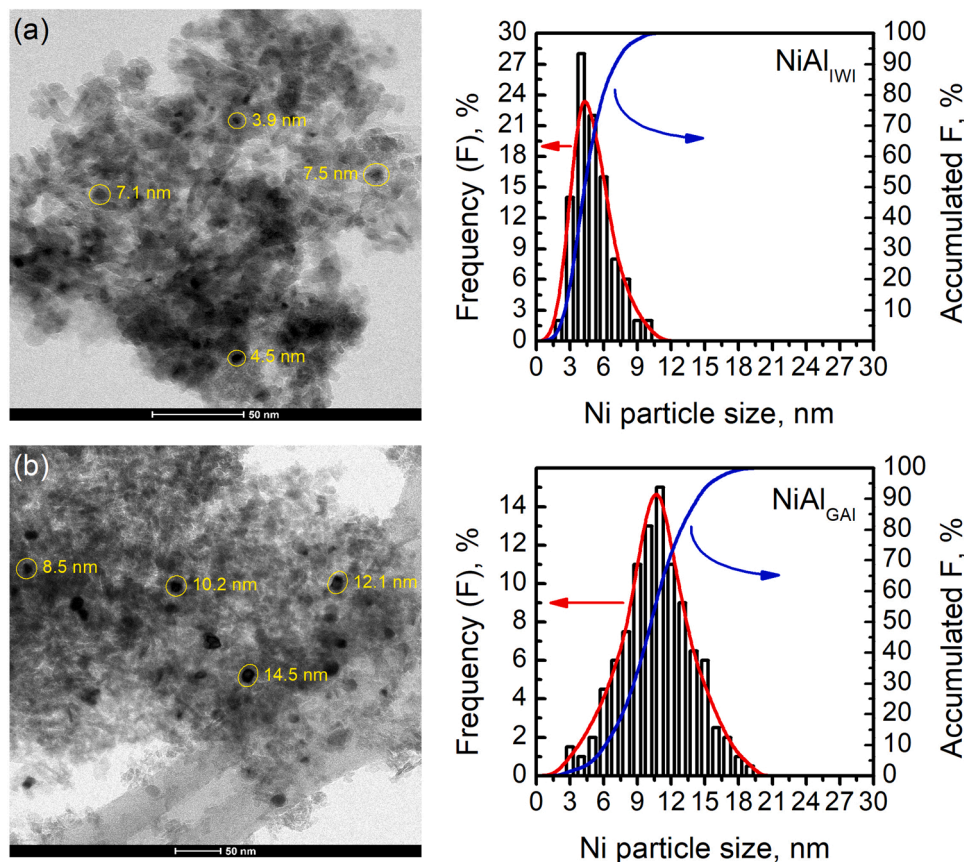 (a)
3.9 nm
7.5 nm
7.1 nm
4.5 nm
50 nm
Frequency (F), %
30
27
24
21
18
15
12
9
6
3
0
NiAl_IWI
100
90
80
70
60
50
40
30
20
10
Accumulated F, %
0 3 6 9 12 15 18 21 24 27 30
Ni particle size, nm
(b)
8.5 nm
10.2 nm
12.1 nm
14.5 nm
50 nm
Frequency (F), %
14
12
10
8
6
4
2
0
NiAl_GAI
100
90
80
70
60
50
40
30
20
10
0
Accumulated F, %
0 3 6 9 12 15 18 21 24 27 30
Ni particle size, nm